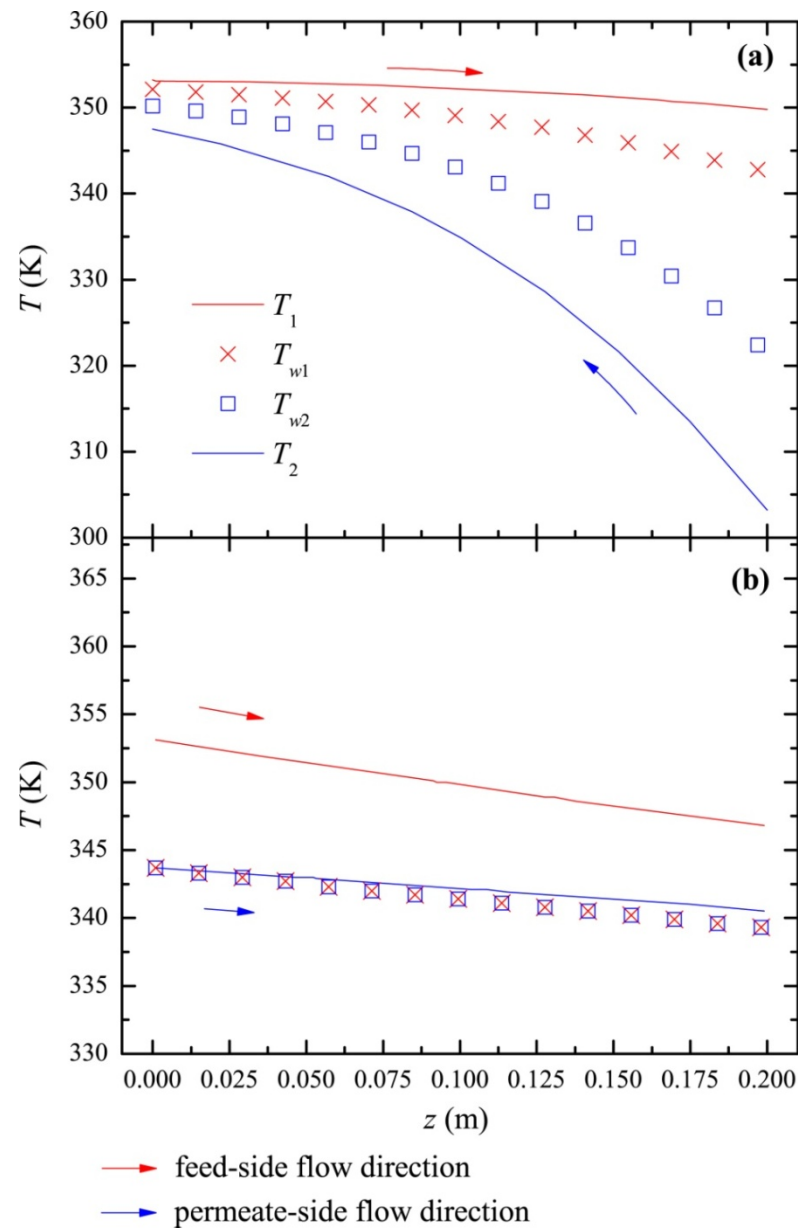 360
(a)
350
340
330
320
310
300
T (K)
T₁
T_w1
T_w2
T₂
(b)
365
360
355
350
345
340
335
330
T (K)
0.000 0.025 0.050 0.075 0.100 0.125 0.150 0.175 0.200
z (m)
feed-side flow direction
permeate-side flow direction